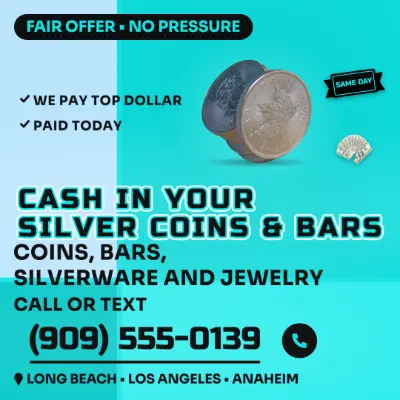 FAIR OFFER • NO PRESSURE
SAME DAY
WE PAY TOP DOLLAR
PAID TODAY
CASH IN YOUR
SILVER COINS & BARS
COINS, BARS,
SILVERWARE AND JEWELRY
CALL OR TEXT
(909) 555-0139
LONG BEACH • LOS ANGELES • ANAHEIM